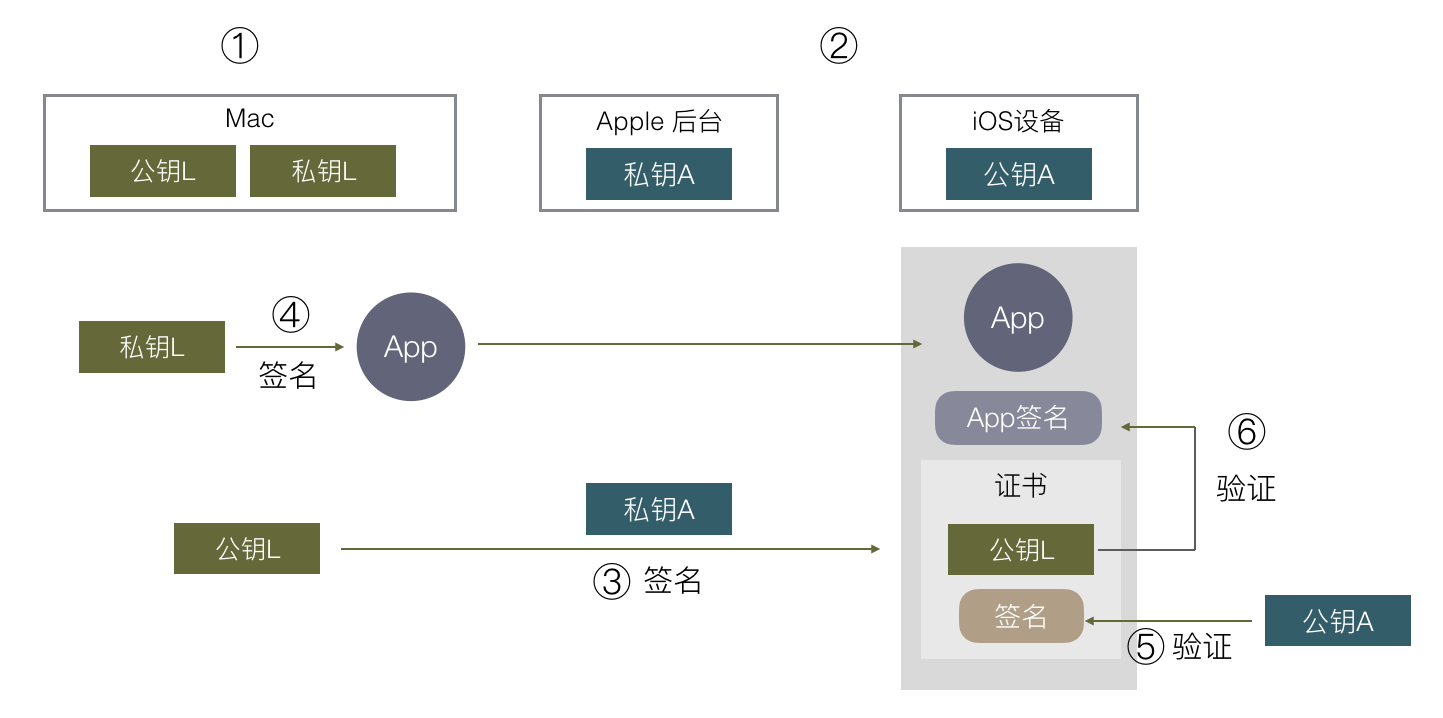 ①
②
Mac
公钥L
私钥L
Apple 后台
私钥A
iOS设备
公钥A
私钥L
④
签名
App
App
App签名
⑥
验证
证书
公钥L
签名
公钥L
私钥A
③ 签名
⑤ 验证
公钥A